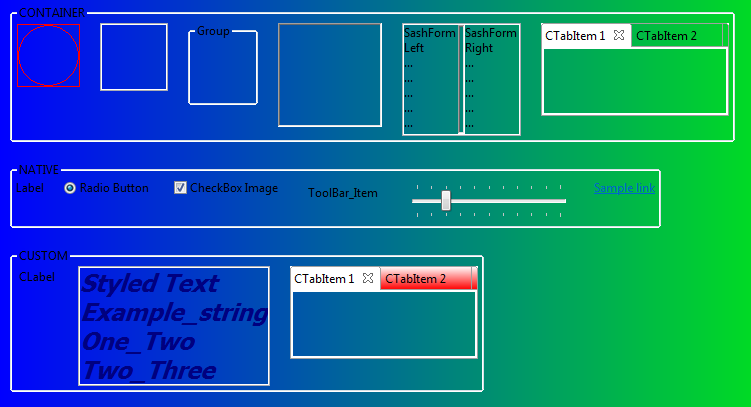 CONTAINER
Group
SashForm Left
...
...
...
...
...
SashForm Right
...
...
...
...
...
CTabItem 1
CTabItem 2
NATIVE
Label
Radio Button
CheckBox Image
ToolBar_Item
Sample link
CUSTOM
CLabel
Styled Text
Example_string
One_Two
Two_Three
CTabItem 1
CTabItem 2